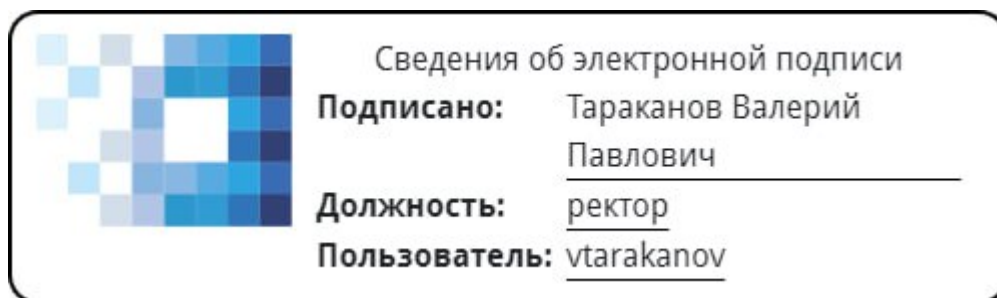 Сведения об электронной подписи
Подписано: Тараканов Валерий
Павлович
Должность: ректор
Пользователь: vtarakanov